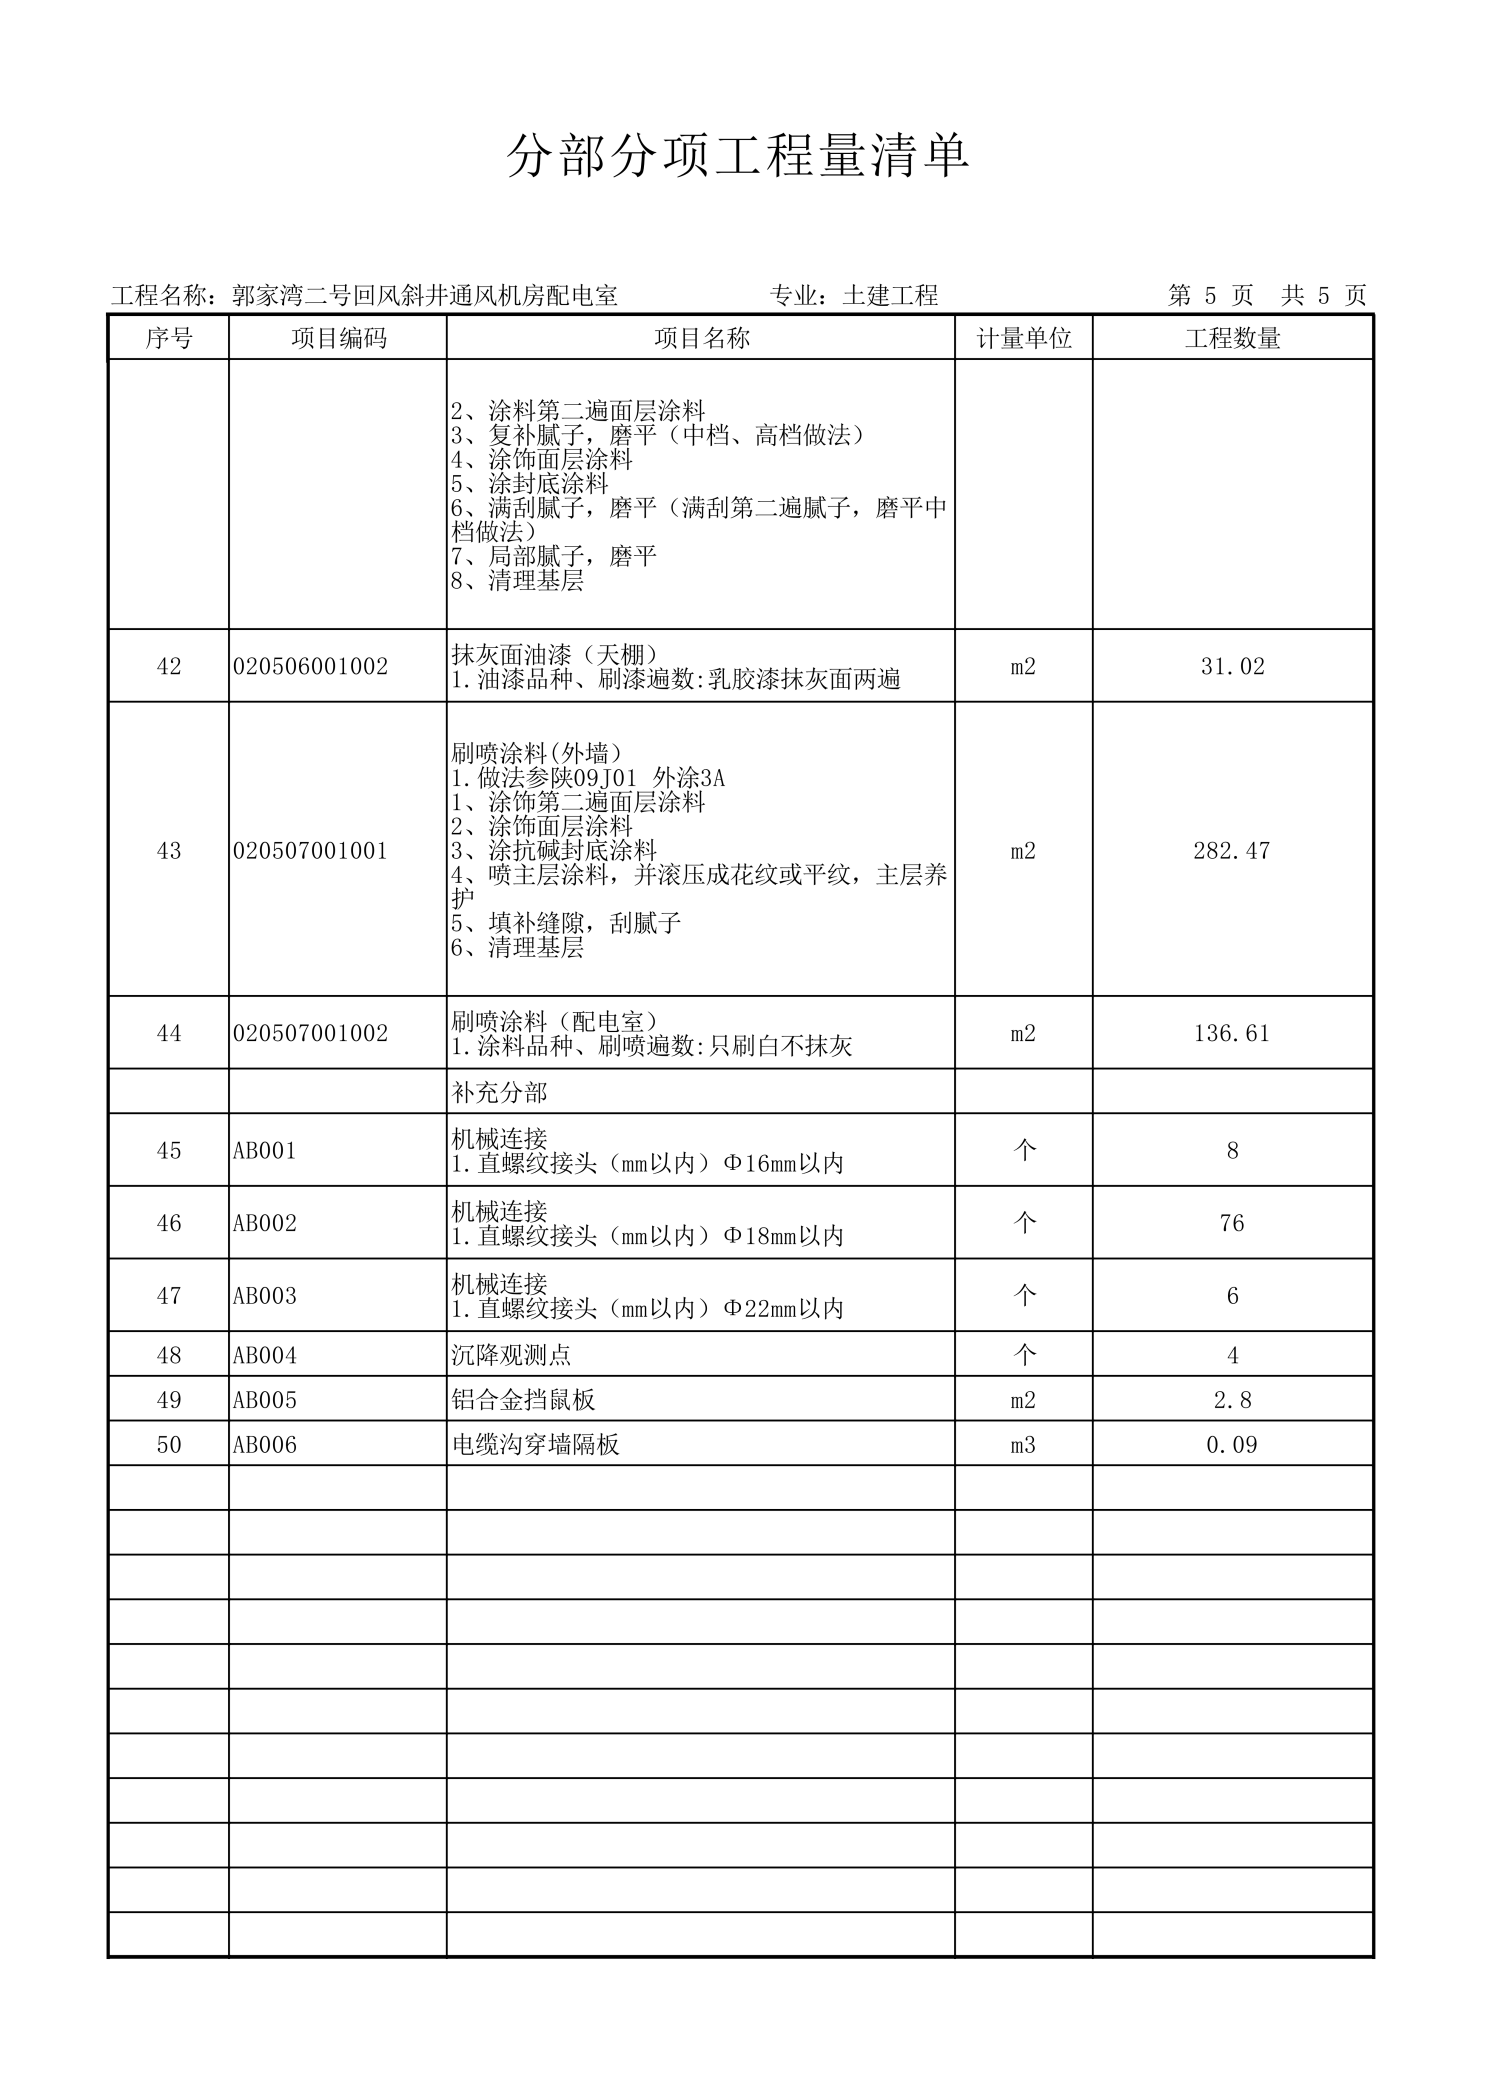 分部分项工程量清单
工程名称：郭家湾二号回风斜井通风机房配电室 专业：土建工程 第 5 页 共 5 页
序号 项目编码 项目名称 计量单位 工程数量
2、涂料第二遍面层涂料
3、复补腻子，磨平（中档、高档做法）
4、涂饰面层涂料
5、涂封底涂料
6、满刮腻子，磨平（满刮第二遍腻子，磨平中
档做法）
7、局部腻子，磨平
8、清理基层
42 020506001002 抹灰面油漆（天棚）
1.油漆品种、刷漆遍数:乳胶漆抹灰面两遍 m2 31.02
刷喷涂料(外墙）
1.做法参陕09J01 外涂3A
1、涂饰第二遍面层涂料
2、涂饰面层涂料
43 020507001001 3、涂抗碱封底涂料 m2 282.47
4、喷主层涂料，并滚压成花纹或平纹，主层养
护
5、填补缝隙，刮腻子
6、清理基层
44 020507001002 刷喷涂料（配电室）
1.涂料品种、刷喷遍数:只刷白不抹灰 m2 136.61
补充分部
45 AB001 机械连接
1.直螺纹接头（mm以内）Φ16mm以内 个 8
46 AB002 机械连接
1.直螺纹接头（mm以内）Φ18mm以内 个 76
47 AB003 机械连接
1.直螺纹接头（mm以内）Φ22mm以内 个 6
48 AB004 沉降观测点 个 4
49 AB005 铝合金挡鼠板 m2 2.8
50 AB006 电缆沟穿墙隔板 m3 0.09